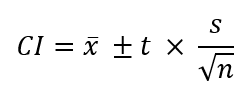 CI = x̄ ± t × s/√n